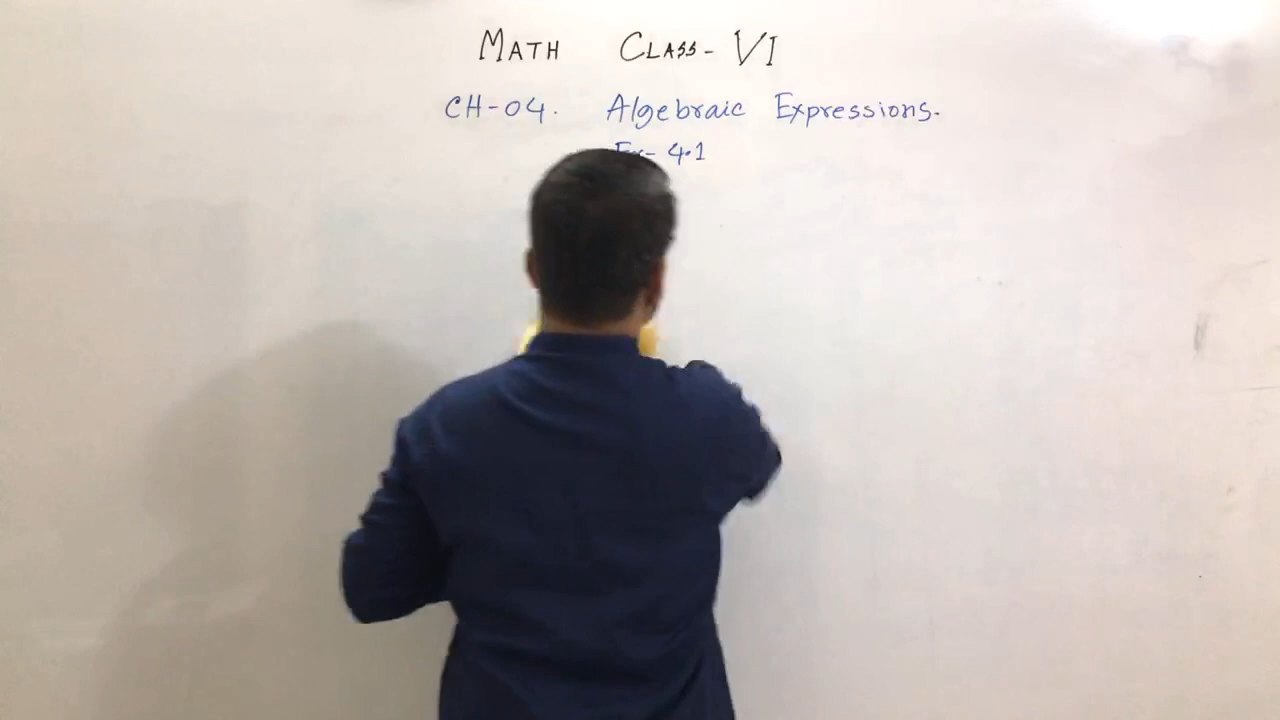 MATH CLASS- VI
CH-04. Algebraic Expressions.
Ex- 4.1